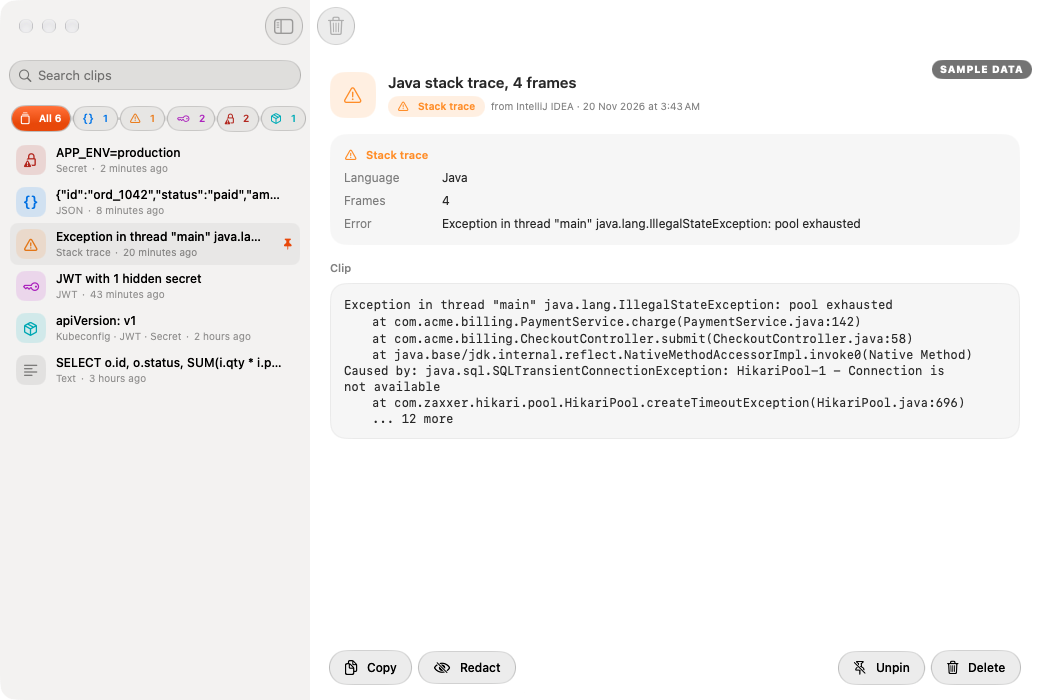 Search clips
All 6
{} 1
1
2
2
1
APP_ENV=production
Secret · 2 minutes ago
{} {"id":"ord_1042","status":"paid","am...
JSON · 8 minutes ago
Exception in thread "main" java.la...
Stack trace · 20 minutes ago
JWT with 1 hidden secret
JWT · 43 minutes ago
apiVersion: v1
Kubeconfig · JWT · Secret · 2 hours ago
SELECT o.id, o.status, SUM(i.qty * i.p...
Text · 3 hours ago
SAMPLE DATA
Java stack trace, 4 frames
Stack trace from IntelliJ IDEA · 20 Nov 2026 at 3:43 AM
Stack trace
Language Java
Frames 4
Error Exception in thread "main" java.lang.IllegalStateException: pool exhausted
Clip
Exception in thread "main" java.lang.IllegalStateException: pool exhausted
at com.acme.billing.PaymentService.charge(PaymentService.java:142)
at com.acme.billing.CheckoutController.submit(CheckoutController.java:58)
at java.base/jdk.internal.reflect.NativeMethodAccessorImpl.invoke0(Native Method)
Caused by: java.sql.SQLTransientConnectionException: HikariPool-1 – Connection is
not available
at com.zaxxer.hikari.pool.HikariPool.createTimeoutException(HikariPool.java:696)
... 12 more
Copy
Redact
Unpin
Delete